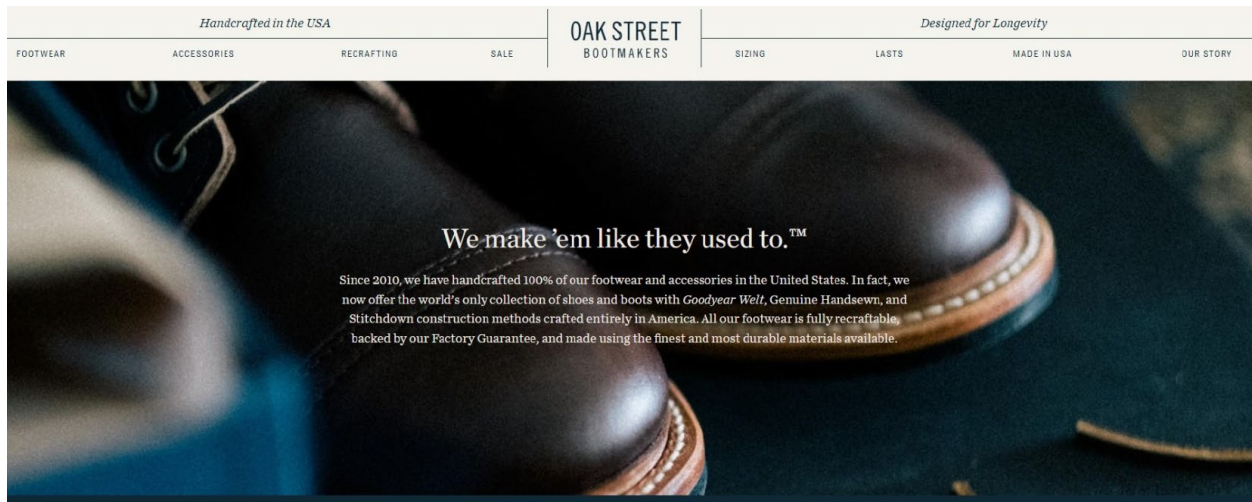 Handcrafted in the USA
OAK STREET
BOOTMAKERS
Designed for Longevity
FOOTWEAR
ACCESSORIES
RECRAFTING
SALE
SIZING
LASTS
MADE IN USA
OUR STORY
We make ’em like they used to.™
Since 2010, we have handcrafted 100% of our footwear and accessories in the United States. In fact, we
now offer the world’s only collection of shoes and boots with Goodyear Welt, Genuine Handsewn, and
Stitchdown construction methods crafted entirely in America. All our footwear is fully recraftable,
backed by our Factory Guarantee, and made using the finest and most durable materials available.